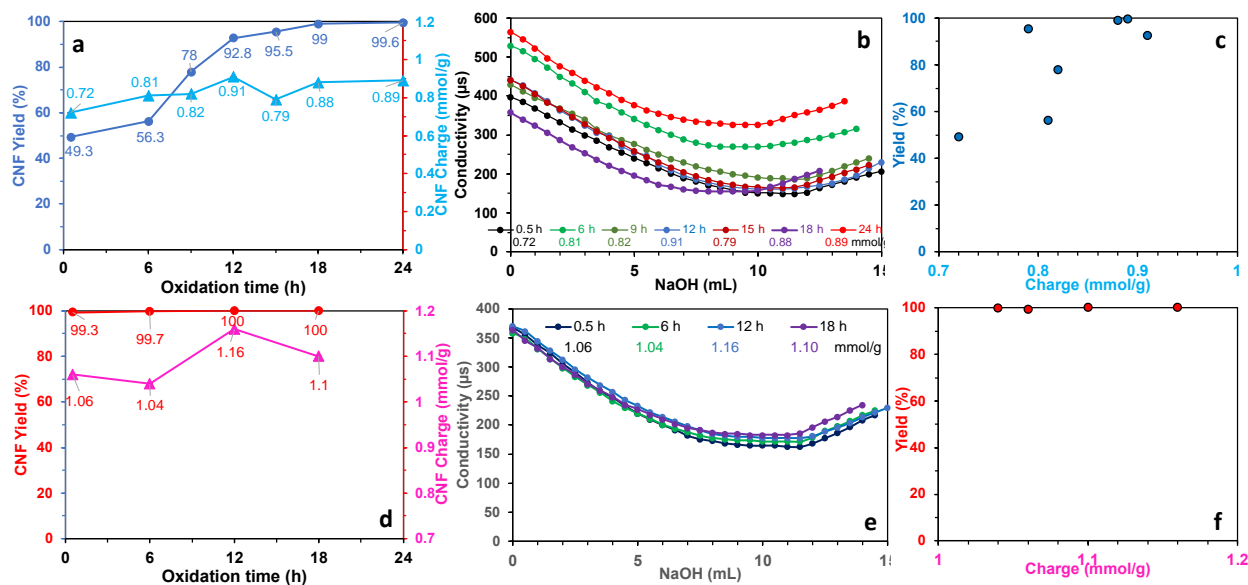 a
100
80
60
40
20
0
CNF Yield (%)
49.3
56.3
78
92.8
95.5
99
99.6
0.72
0.81
0.82
0.91
0.79
0.88
0.89
1.2
1
0.8
0.6
0.4
0.2
0
CNF Charge (mmol/g)
0 6 12 18 24
Oxidation time (h)
b
600
500
400
300
200
100
0
Conductivity (µs)
0.5 h 6 h 9 h 12 h 15 h 18 h 24 h
0.72 0.81 0.82 0.91 0.79 0.88 0.89 mmol/g
0 5 10 15
NaOH (mL)
c
100
80
60
40
20
0
Yield (%)
0.7 0.8 0.9 1
Charge (mmol/g)
d
100
80
60
40
20
0
CNF Yield (%)
99.3
99.7
100
100
1.06
1.04
1.16
1.1
1.2
1.1
1
0.9
0.8
0.7
CNF Charge (mmol/g)
0 6 12 18 24
Oxidation time (h)
e
400
350
300
250
200
150
100
50
0
Conductivity (µs)
0.5 h 6 h 12 h 18 h
1.06 1.04 1.16 1.10 mmol/g
0 5 10 15
NaOH (mL)
f
100
80
60
40
20
0
Yield (%)
1 1.1 1.2
Charge (mmol/g)